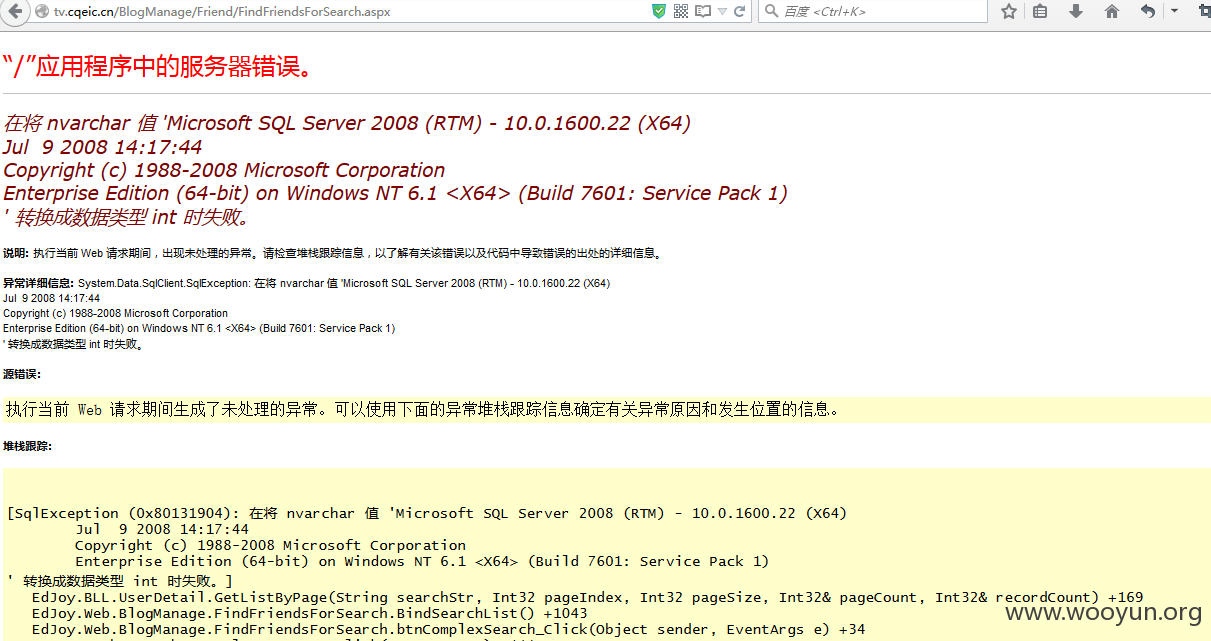 tv.cqeic.cn/BlogManage/Friend/FindFriendsForSearch.aspx
百度 <Ctrl+K>
“/”应用程序中的服务器错误。
在将 nvarchar 值 'Microsoft SQL Server 2008 (RTM) - 10.0.1600.22 (X64)
Jul  9 2008 14:17:44
Copyright (c) 1988-2008 Microsoft Corporation
Enterprise Edition (64-bit) on Windows NT 6.1 <X64> (Build 7601: Service Pack 1)
' 转换成数据类型 int 时失败。
说明: 执行当前 Web 请求期间，出现未处理的异常。请检查堆栈跟踪信息，以了解有关该错误以及代码中导致错误的出处的详细信息。
异常详细信息: System.Data.SqlClient.SqlException: 在将 nvarchar 值 'Microsoft SQL Server 2008 (RTM) - 10.0.1600.22 (X64)
Jul  9 2008 14:17:44
Copyright (c) 1988-2008 Microsoft Corporation
Enterprise Edition (64-bit) on Windows NT 6.1 <X64> (Build 7601: Service Pack 1)
' 转换成数据类型 int 时失败。
源错误:
执行当前 Web 请求期间生成了未处理的异常。可以使用下面的异常堆栈跟踪信息确定有关异常原因和发生位置的信息。
堆栈跟踪:
[SqlException (0x80131904): 在将 nvarchar 值 'Microsoft SQL Server 2008 (RTM) - 10.0.1600.22 (X64)
Jul  9 2008 14:17:44
Copyright (c) 1988-2008 Microsoft Corporation
Enterprise Edition (64-bit) on Windows NT 6.1 <X64> (Build 7601: Service Pack 1)
' 转换成数据类型 int 时失败。]
EdJoy.BLL.UserDetail.GetListByPage(String searchStr, Int32 pageIndex, Int32 pageSize, Int32& pageCount, Int32& recordCount) +169
EdJoy.Web.BlogManage.FindFriendsForSearch.BindSearchList() +1043
EdJoy.Web.BlogManage.FindFriendsForSearch.btnComplexSearch_Click(Object sender, EventArgs e) +34
www.wooyun.org